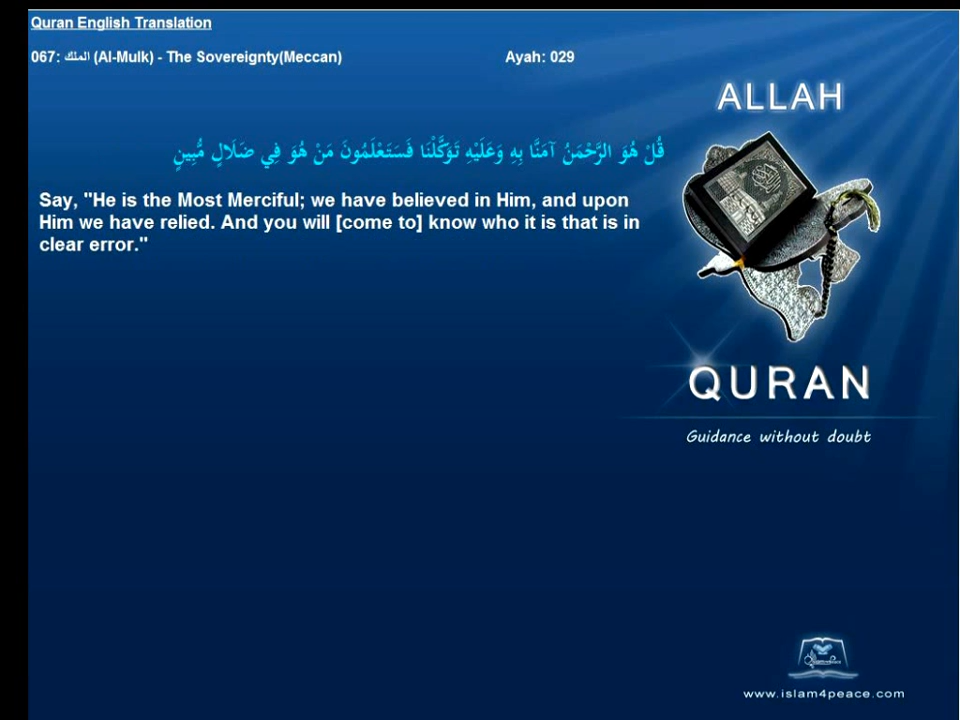 Quran English Translation
067: الملك (Al-Mulk) - The Sovereignty(Meccan) Ayah: 029
ALLAH
قُلْ هُوَ الرَّحْمَنُ آمَنَّا بِهِ وَعَلَيْهِ تَوَكَّلْنَا فَسَتَعْلَمُونَ مَنْ هُوَ فِي ضَلَالٍ مُّبِينٍ
Say, "He is the Most Merciful; we have believed in Him, and upon
Him we have relied. And you will [come to] know who it is that is in
clear error."
QURAN
Guidance without doubt
www.islam4peace.com